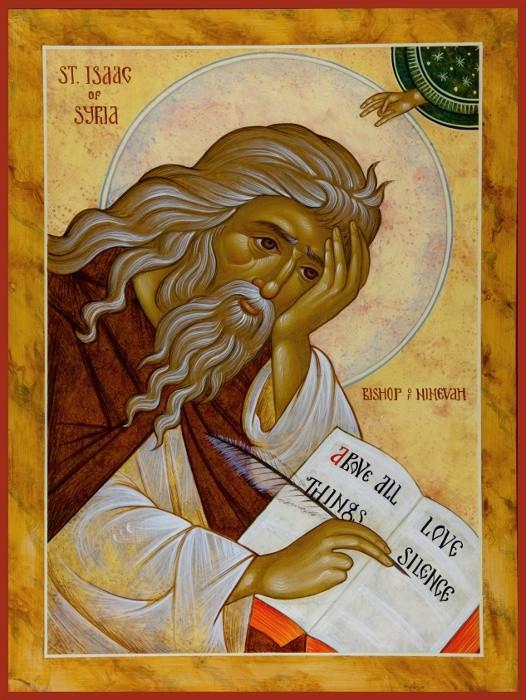 ST. ISAAC
OF
SYRIA
BISHOP OF NINEVAH
ABOVE ALL
THINGS
LOVE
SILENCE